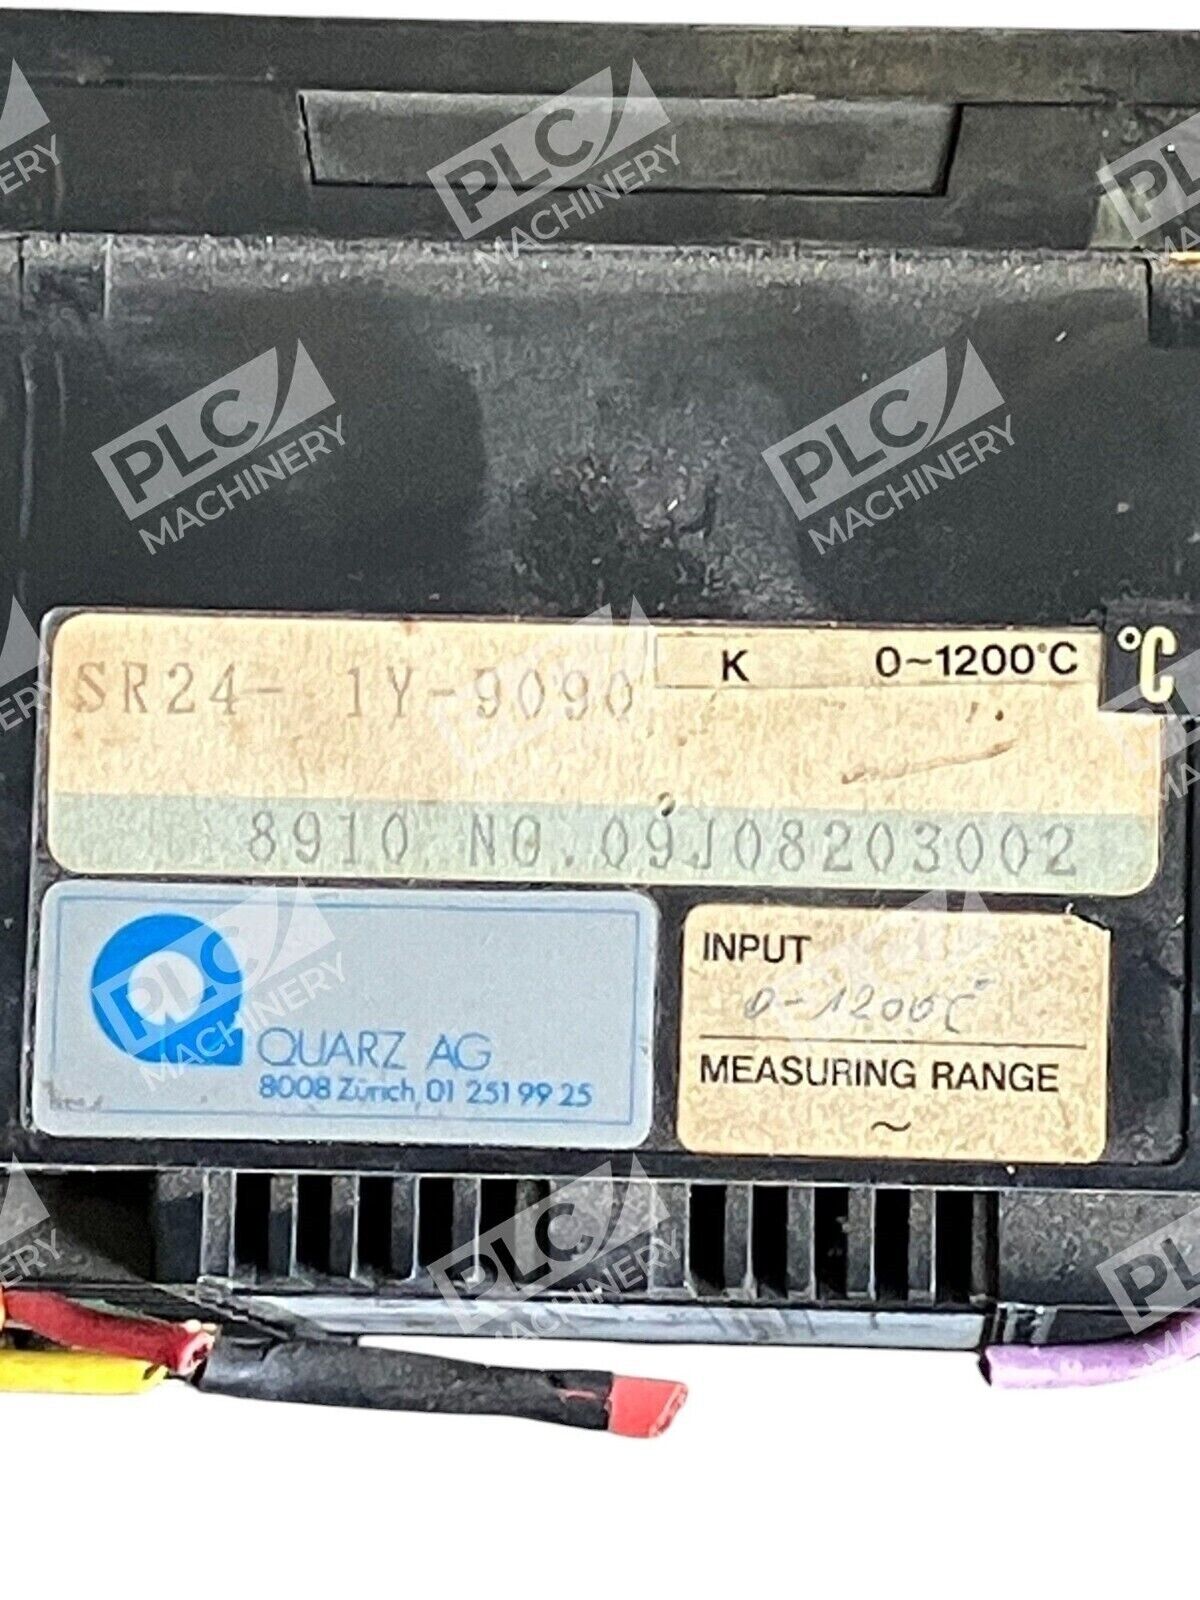 PLC
MACHINERY
SR24- 1Y-9090
K 0~1200°C
°C
8910 NO.09J08203002
QUARZ AG
8008 Zürich, 01 251 99 25
INPUT
0-1200C°
MEASURING RANGE
~